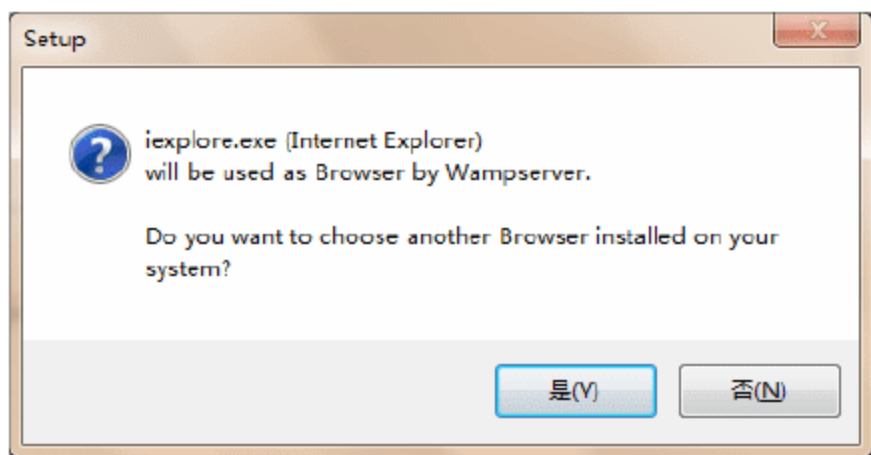 Setup
iexplore.exe (Internet Explorer)
will be used as Browser by Wampserver.
Do you want to choose another Browser installed on your
system?
是(Y)
否(N)